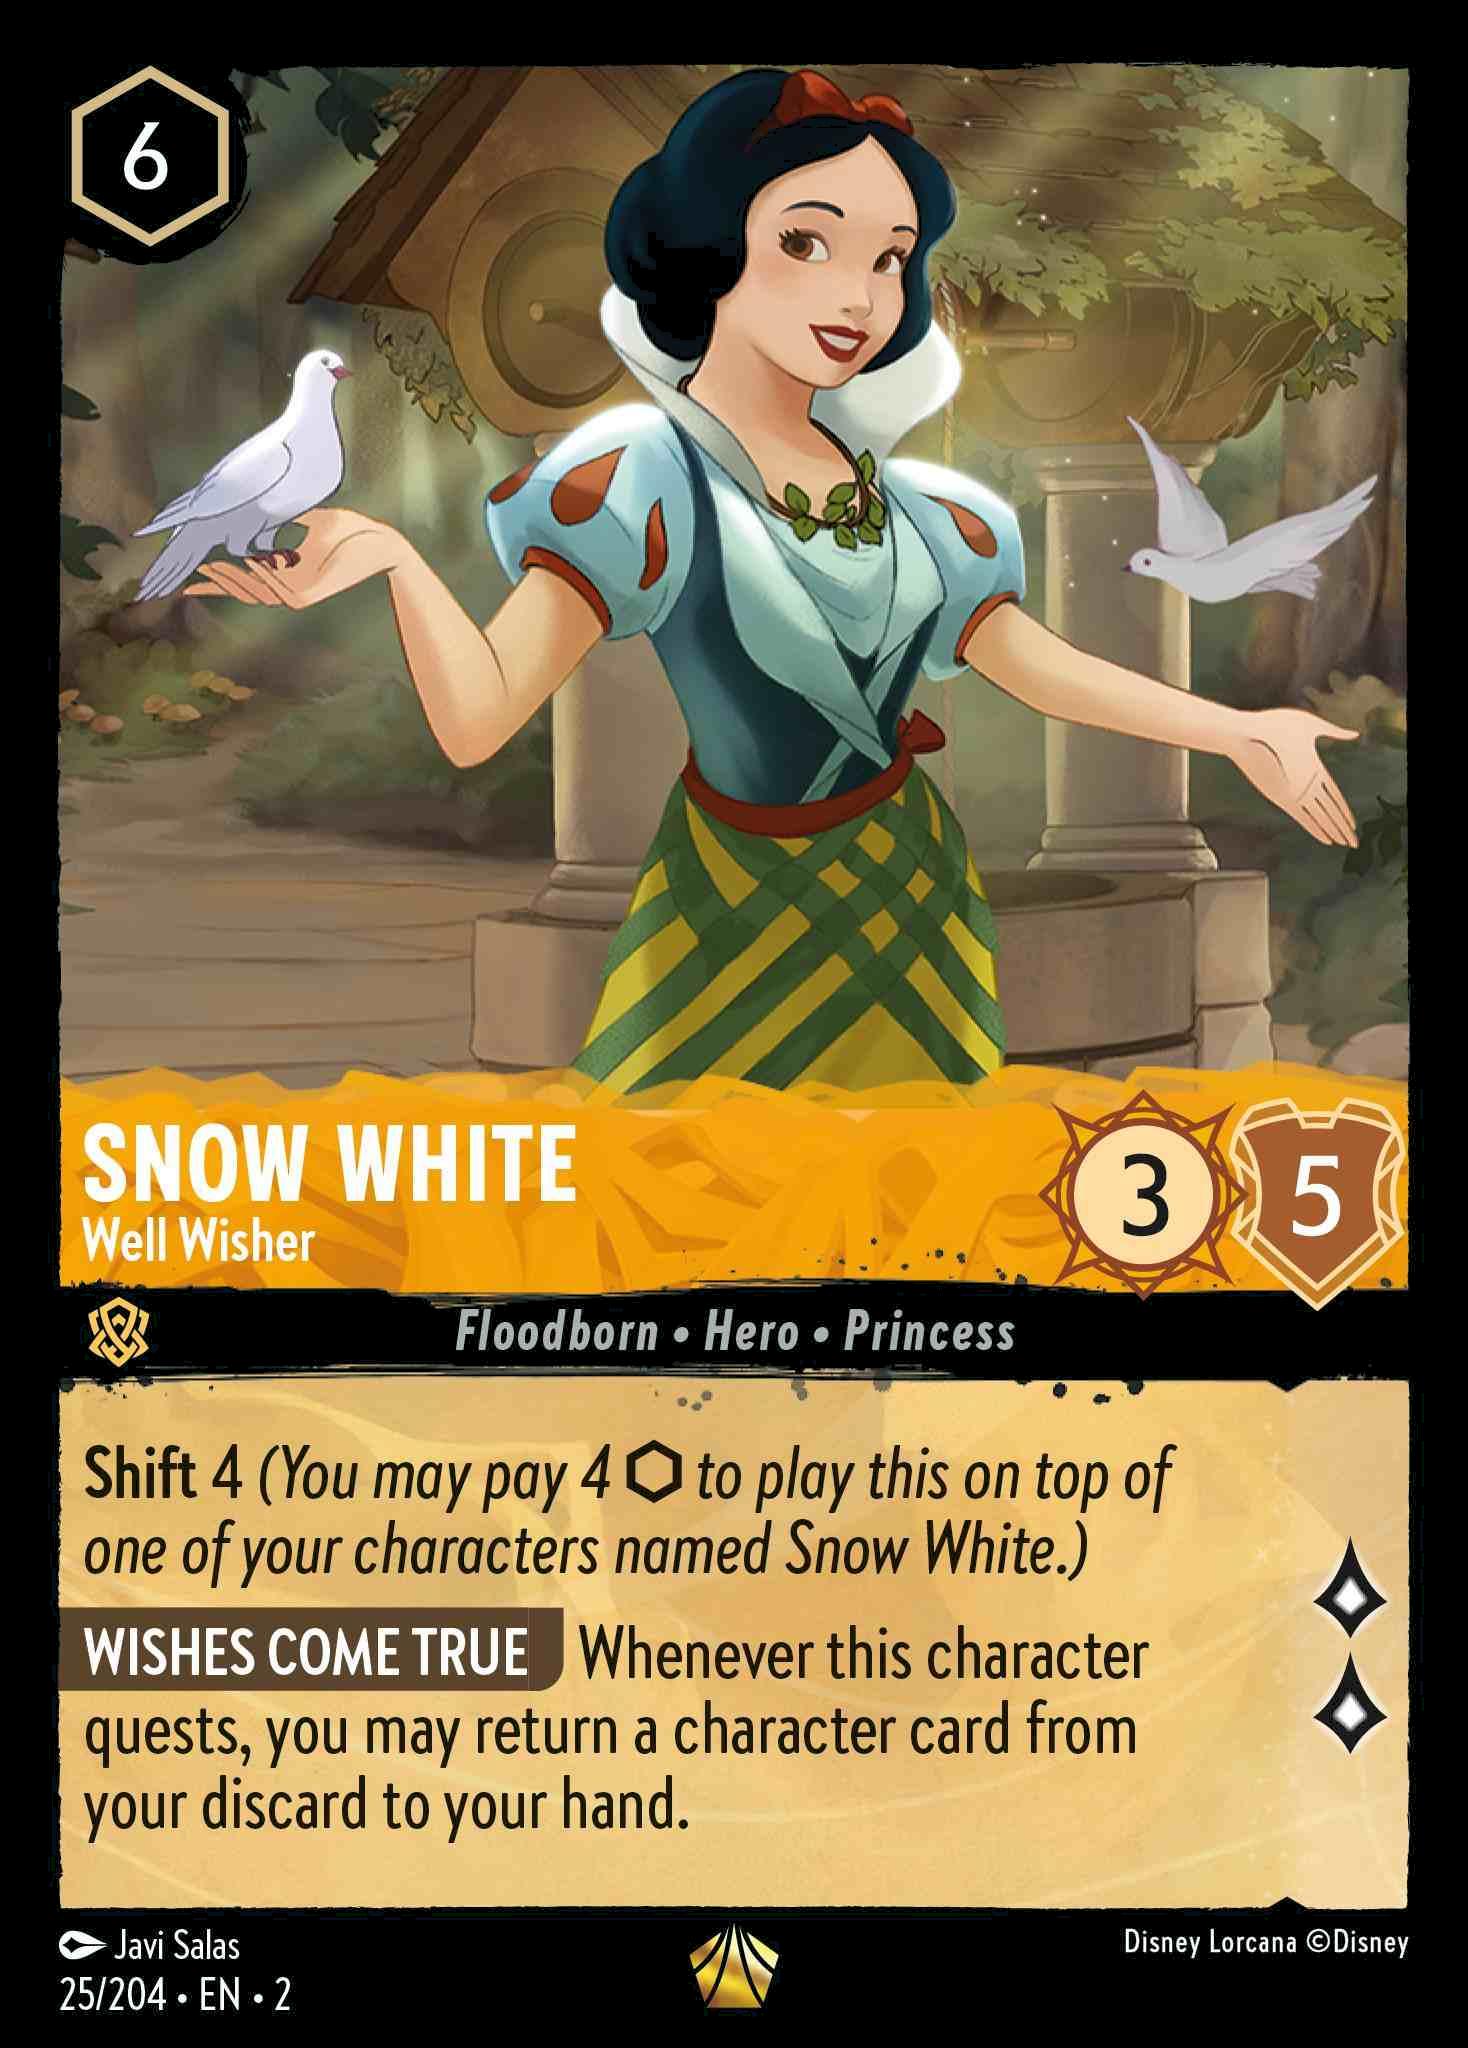 6
SNOW WHITE
Well Wisher
3
5
Floodborn • Hero • Princess
Shift 4 (You may pay 4 ⬡ to play this on top of
one of your characters named Snow White.)
WISHES COME TRUE Whenever this character
quests, you may return a character card from
your discard to your hand.
Javi Salas
25/204 • EN • 2
Disney Lorcana ©Disney